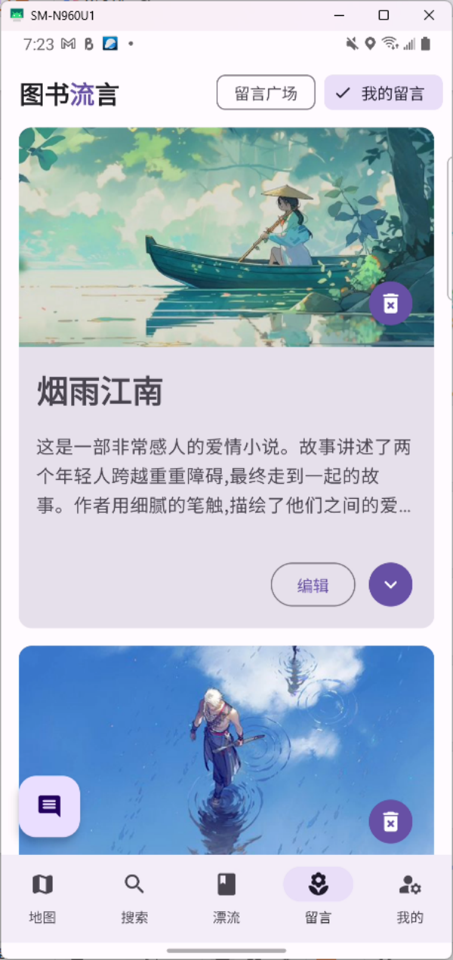 SM-N960U1
7:23
图书流言
留言广场
我的留言
烟雨江南
这是一部非常感人的爱情小说。故事讲述了两
个年轻人跨越重重障碍,最终走到一起的故
事。作者用细腻的笔触,描绘了他们之间的爱...
编辑
地图
搜索
漂流
留言
我的